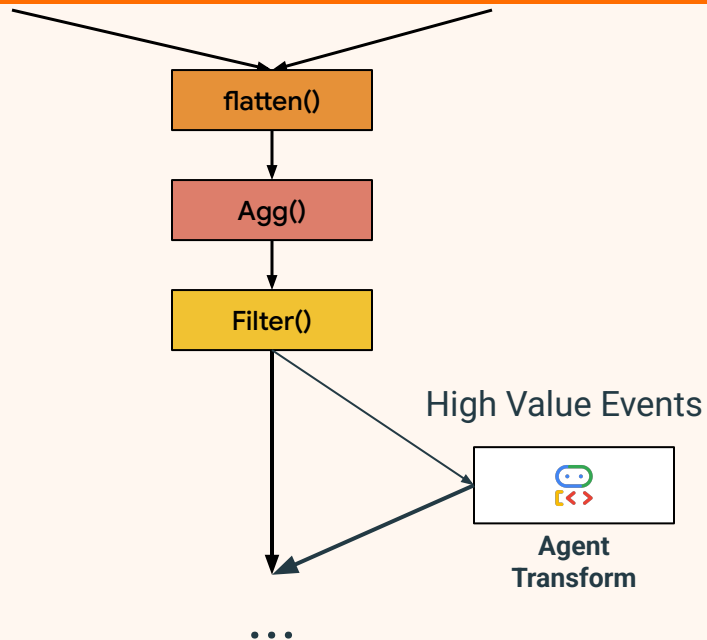 flatten()
Agg()
Filter()
High Value Events
Agent
Transform
...